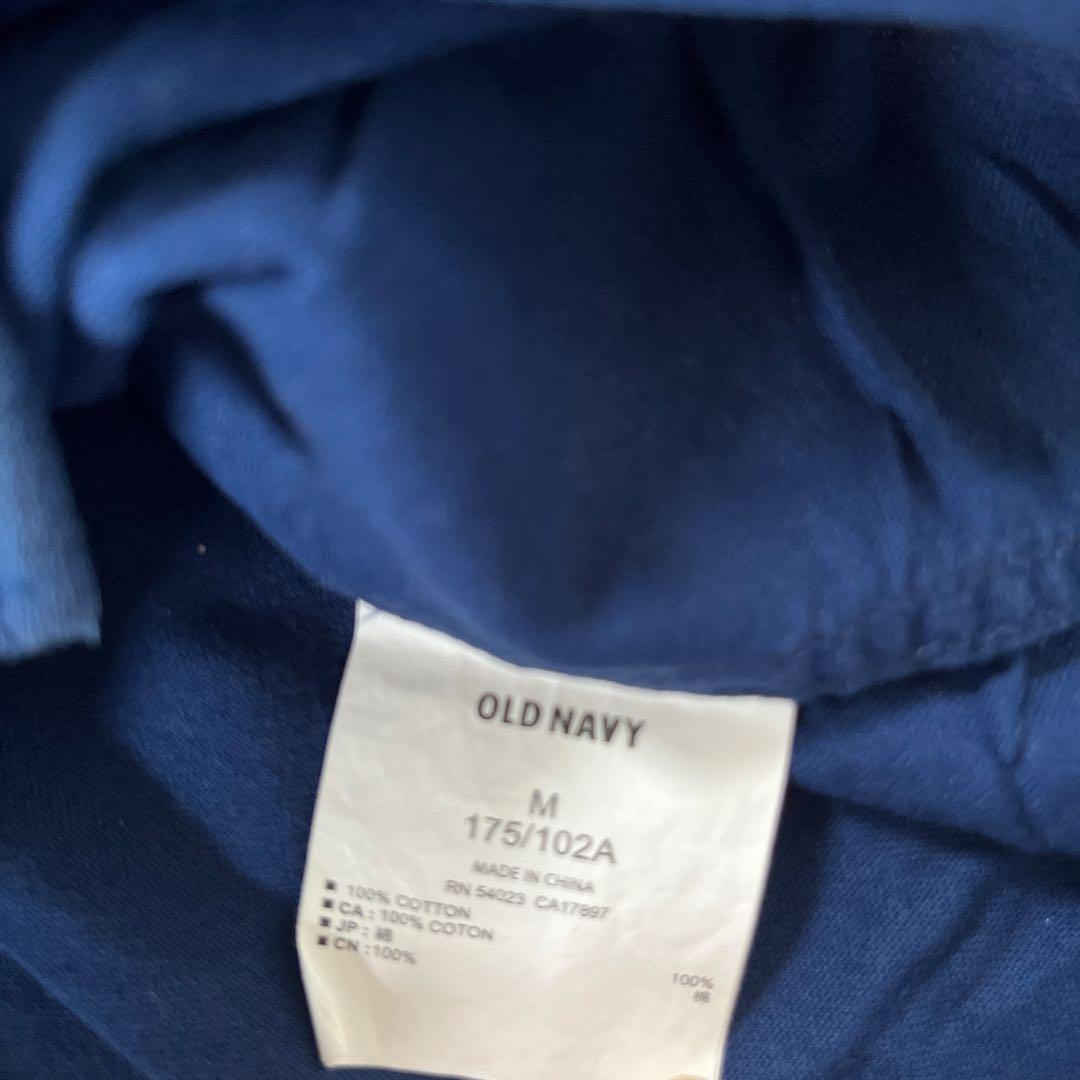 OLD NAVY
M
175/102A
MADE IN CHINA
RN 54023 CA17897
■ 100% COTTON
■ CA : 100% COTON
■ JP : 綿
■ CN : 100%
100%
綿